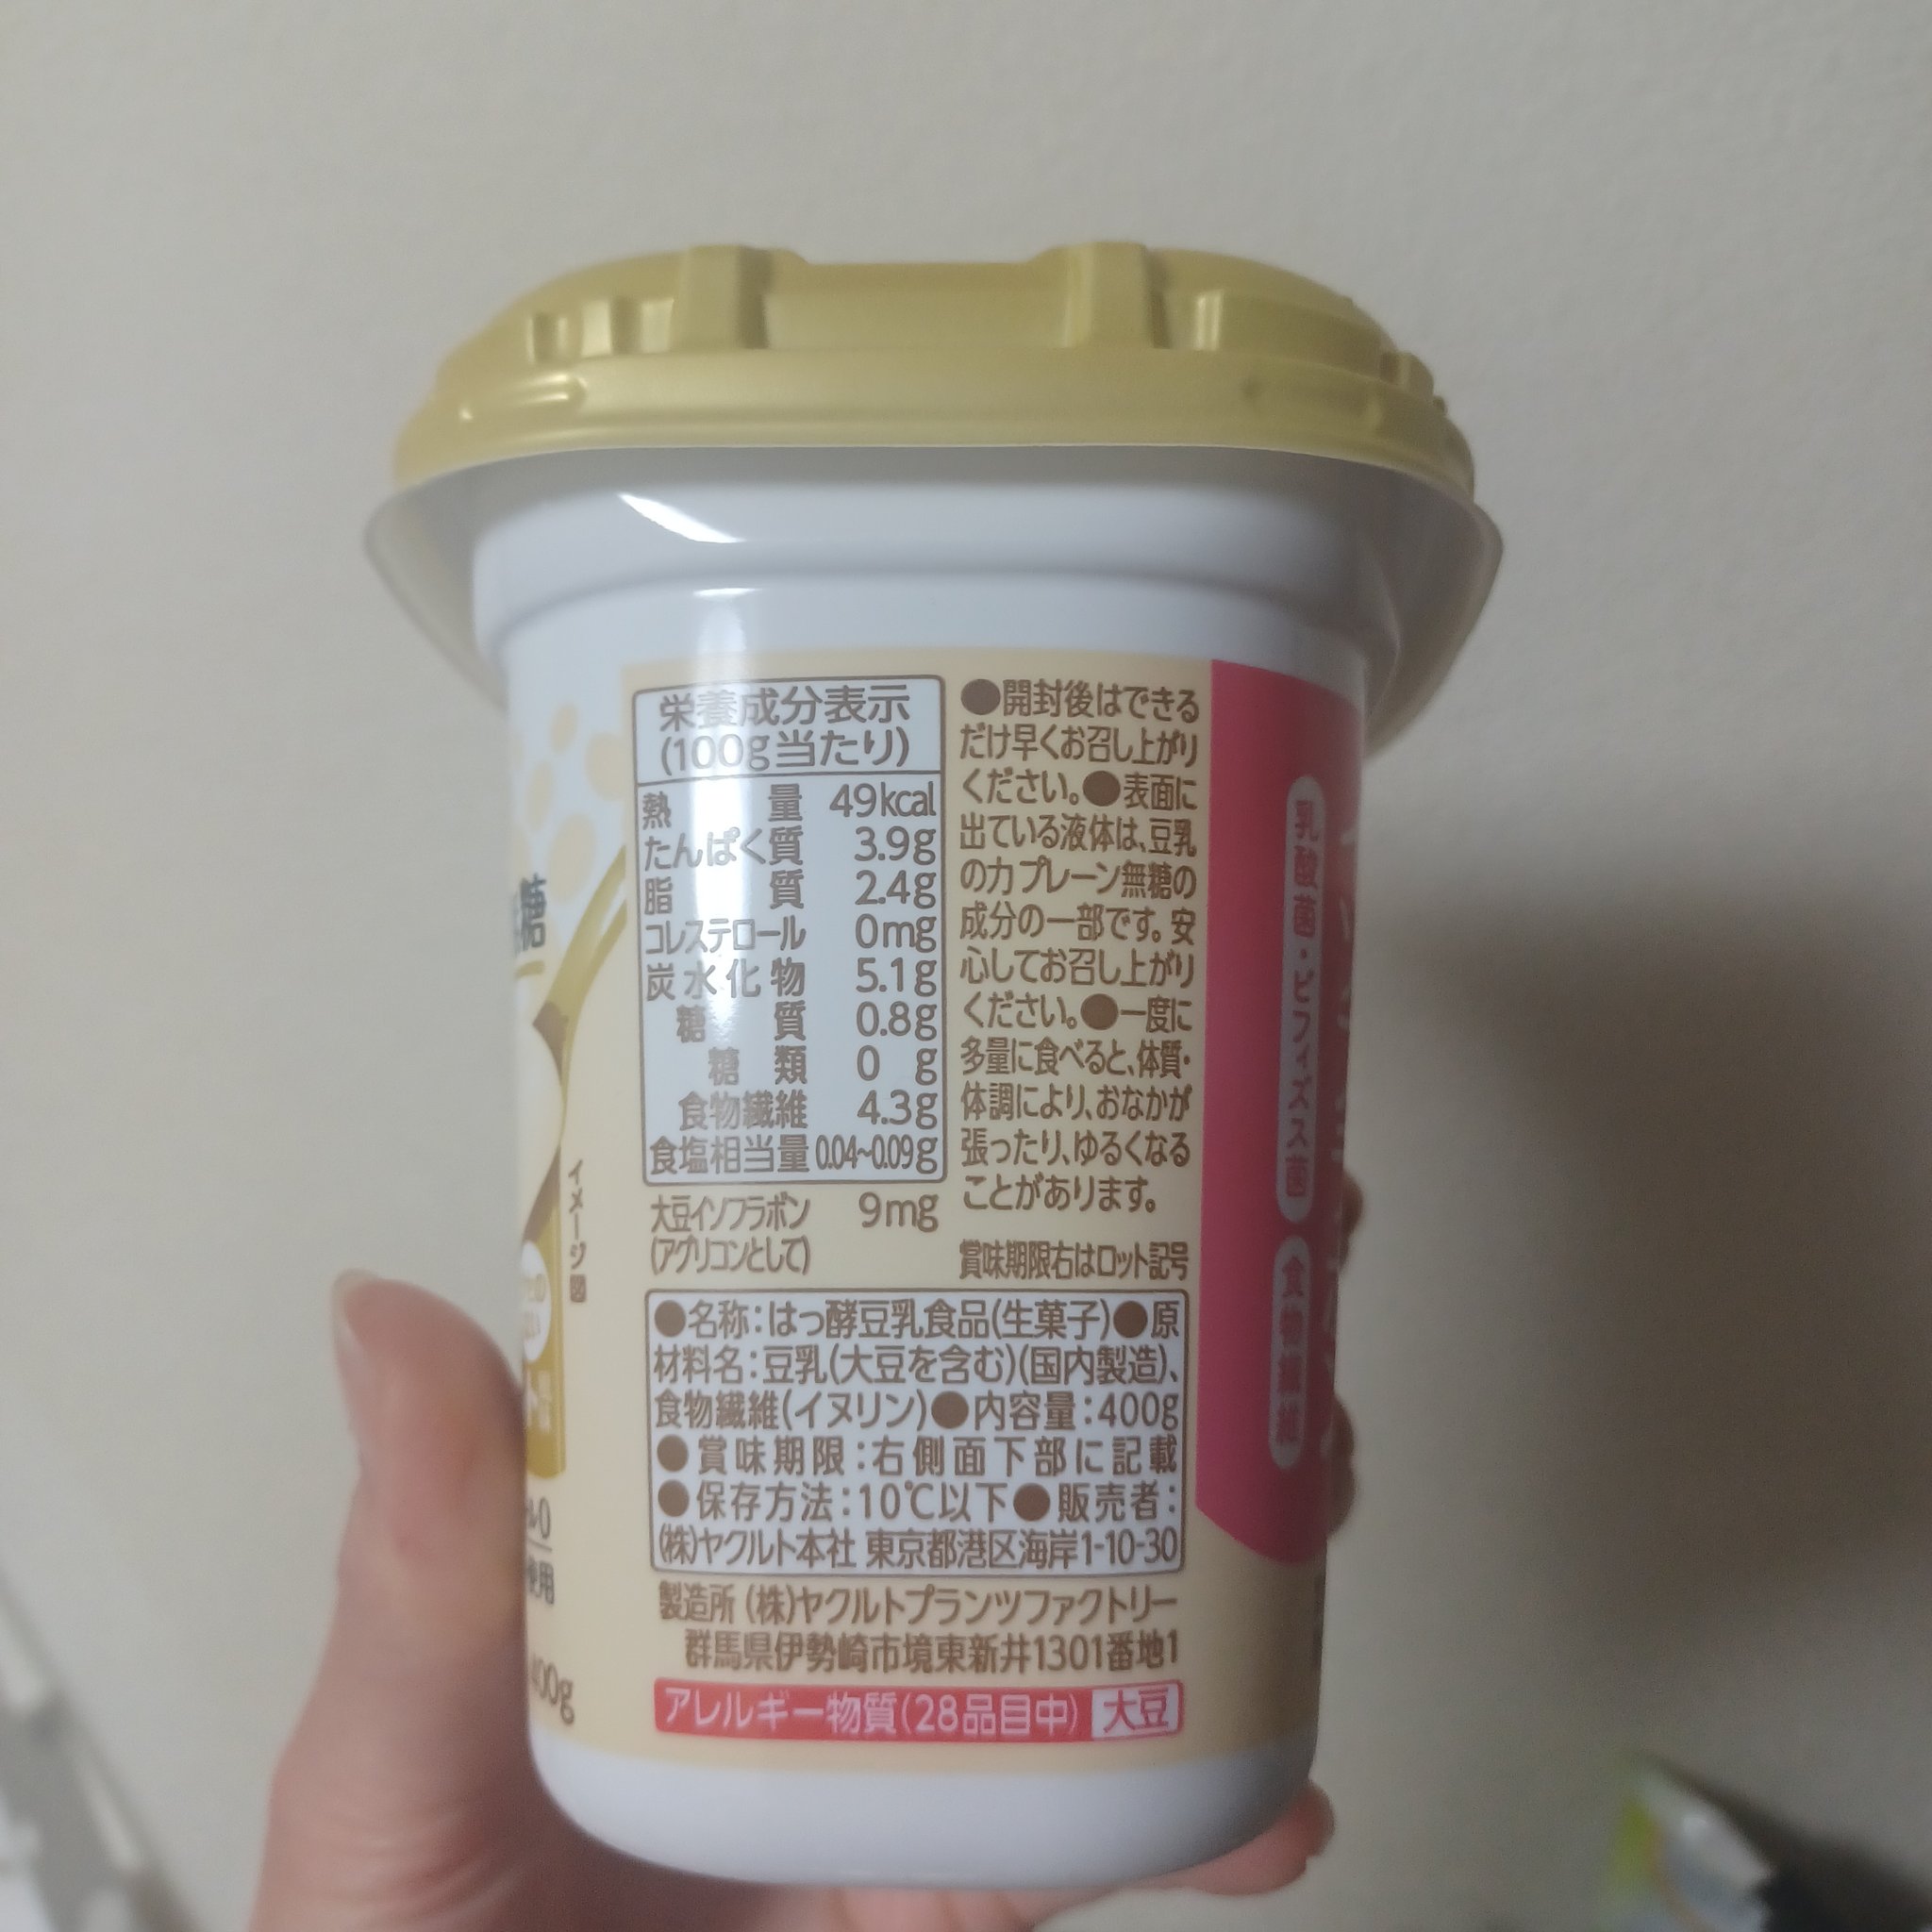 糖
イメージ図
使用
400g
栄養成分表示
(100g当たり)
熱量 49kcal
たんぱく質 3.9g
脂質 2.4g
コレステロール 0mg
炭水化物 5.1g
糖質 0.8g
糖類 0 g
食物繊維 4.3g
食塩相当量 0.04~0.09g
大豆イソフラボン 9mg
(アグリコンとして)
●開封後はできる
だけ早くお召し上がり
ください。●表面に
出ている液体は、豆乳
の力 プレーン無糖の
成分の一部です。安
心してお召し上がり
ください。●一度に
多量に食べると、体質・
体調により、おなかが
張ったり、ゆるくなる
ことがあります。
賞味期限右はロット記号
●名称:はっ酵豆乳食品(生菓子)●原
材料名:豆乳(大豆を含む)(国内製造)、
食物繊維(イヌリン)●内容量:400g
●賞味期限:右側面下部に記載
●保存方法:10℃以下●販売者:
(株)ヤクルト本社 東京都港区海岸1-10-30
製造所 (株)ヤクルトプランツファクトリー
群馬県伊勢崎市境東新井1301番地1
アレルギー物質(28品目中) 大豆
乳酸菌・ビフィズス菌
食物繊維